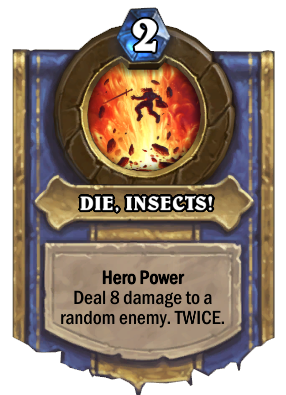 2
DIE, INSECTS!
Hero Power
Deal 8 damage to a
random enemy. TWICE.